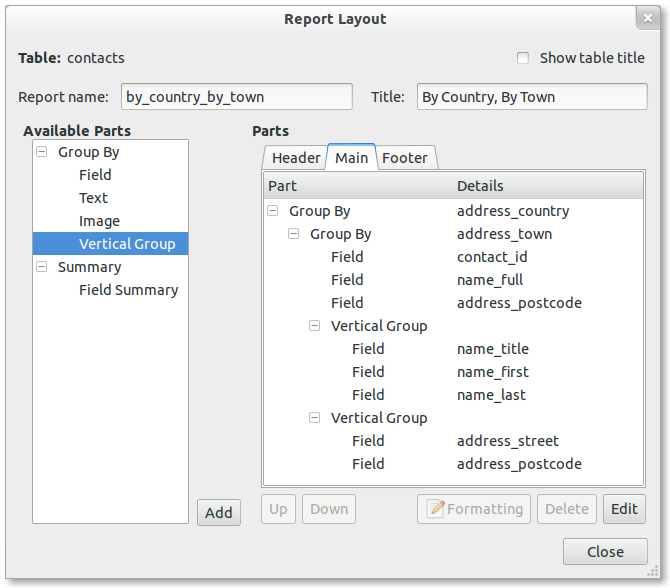 Report Layout
Table: contacts
Show table title
Report name: by_country_by_town Title: By Country, By Town
Available Parts
Group By
Field
Text
Image
Vertical Group
Summary
Field Summary
Add
Parts
Header Main Footer
Part Details
Group By address_country
Group By address_town
Field contact_id
Field name_full
Field address_postcode
Vertical Group
Field name_title
Field name_first
Field name_last
Vertical Group
Field address_street
Field address_postcode
Up Down Formatting Delete Edit
Close